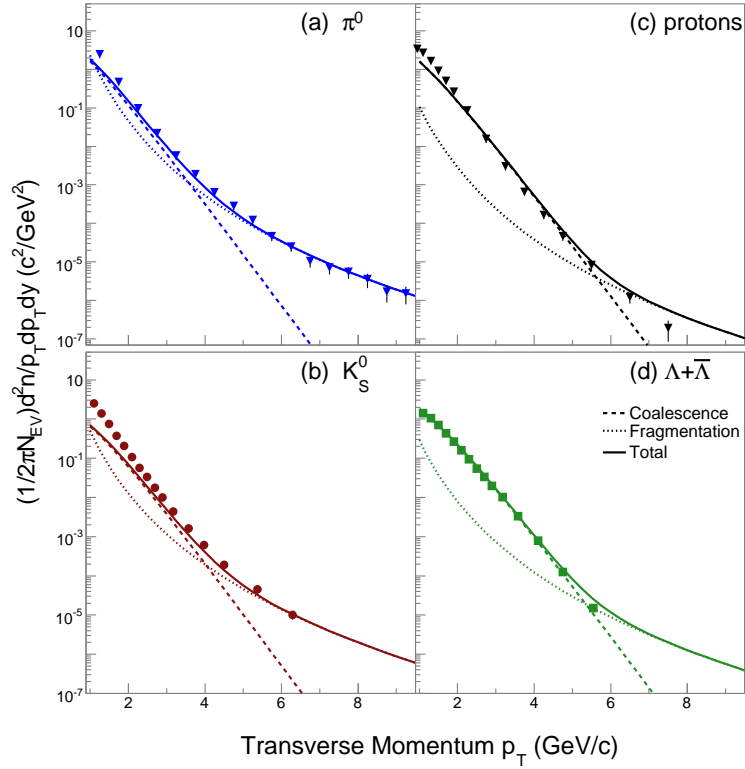 (a) π⁰
(c) protons
10
10⁻¹
10⁻³
10⁻⁵
10⁻⁷
(b) K⁰_S
(d) Λ+Λ̅
Coalescence
Fragmentation
Total
10
10⁻¹
10⁻³
10⁻⁵
10⁻⁷
2 4 6 8 2 4 6 8
(1/2πN_EV)d²n/p_Tdp_Tdy (c²/GeV²)
Transverse Momentum p_T (GeV/c)